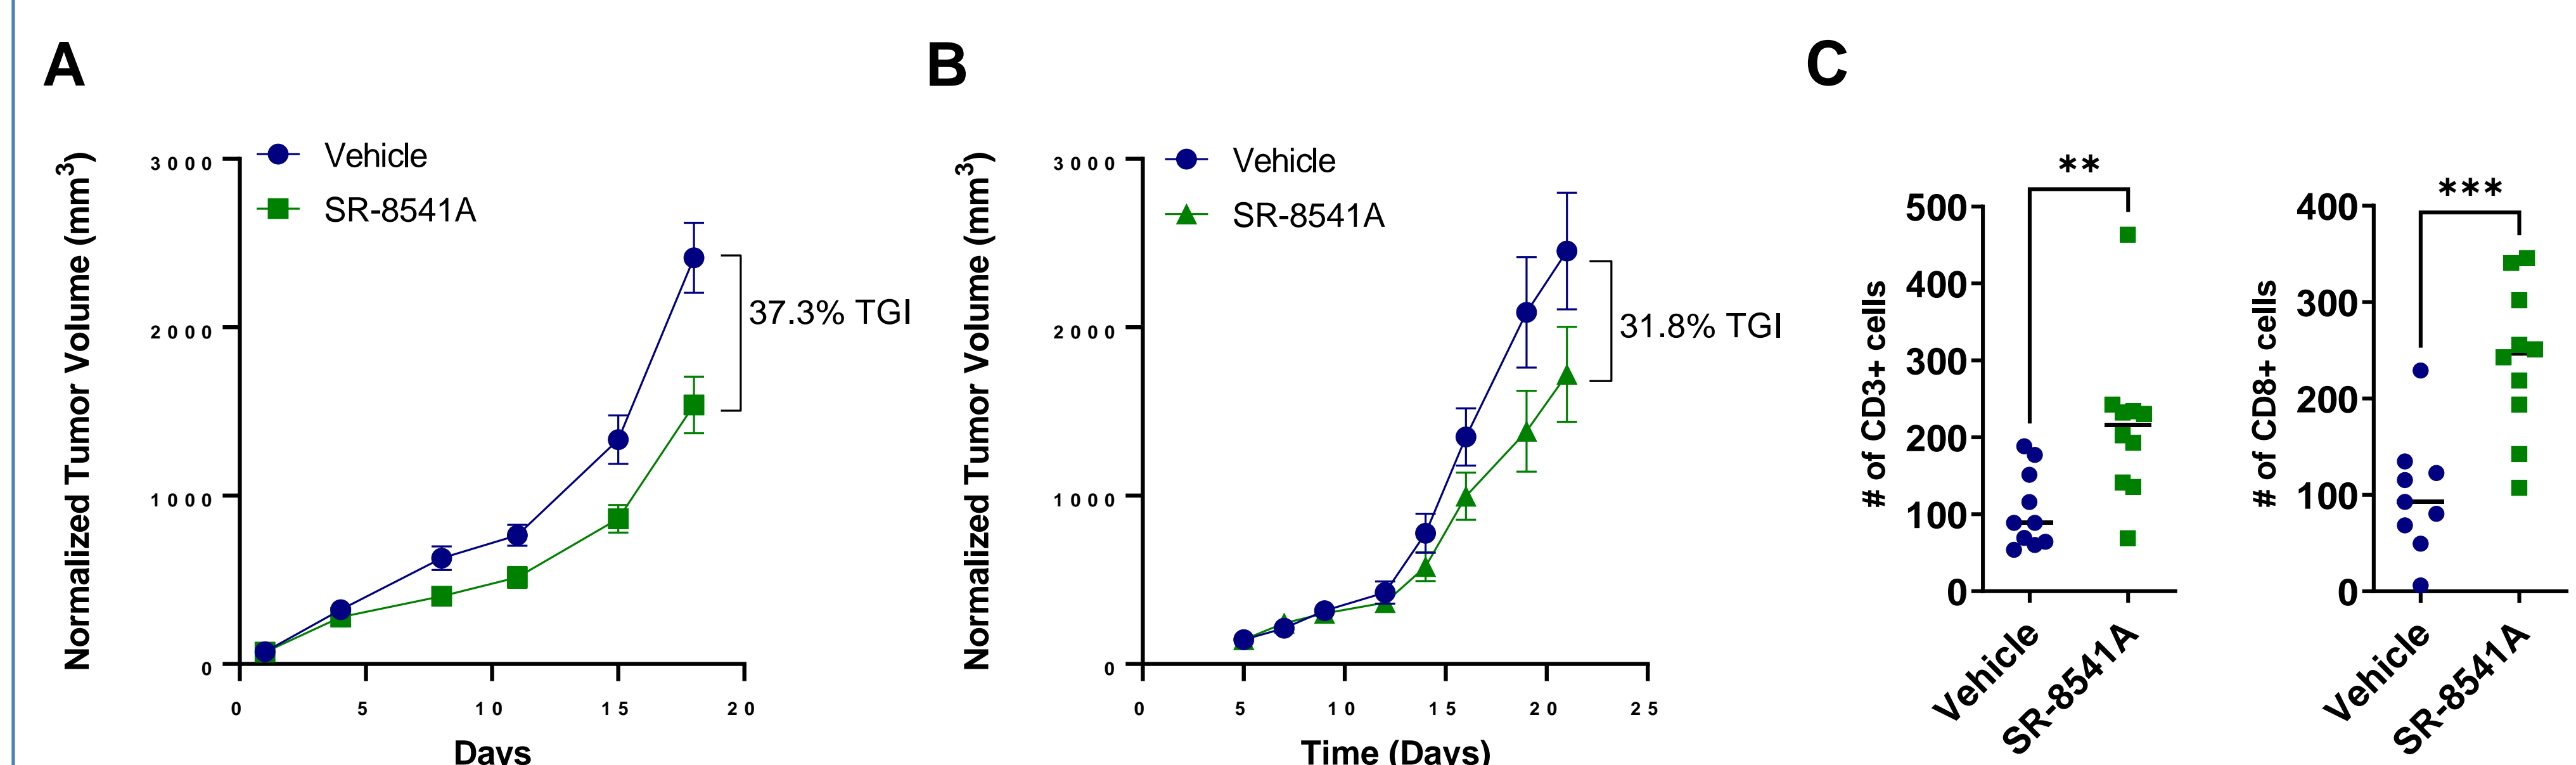 A
Normalized Tumor Volume (mm3)
3000
2000
1000
0
Vehicle
SR-8541A
37.3% TGI
0 5 10 15 20
Days
B
Normalized Tumor Volume (mm3)
3000
2000
1000
0
Vehicle
SR-8541A
31.8% TGI
0 5 10 15 20 25
Time (Days)
C
# of CD3+ cells
500
400
300
200
100
0
**
Vehicle
SR-8541A
# of CD8+ cells
400
300
200
100
0
***
Vehicle
SR-8541A